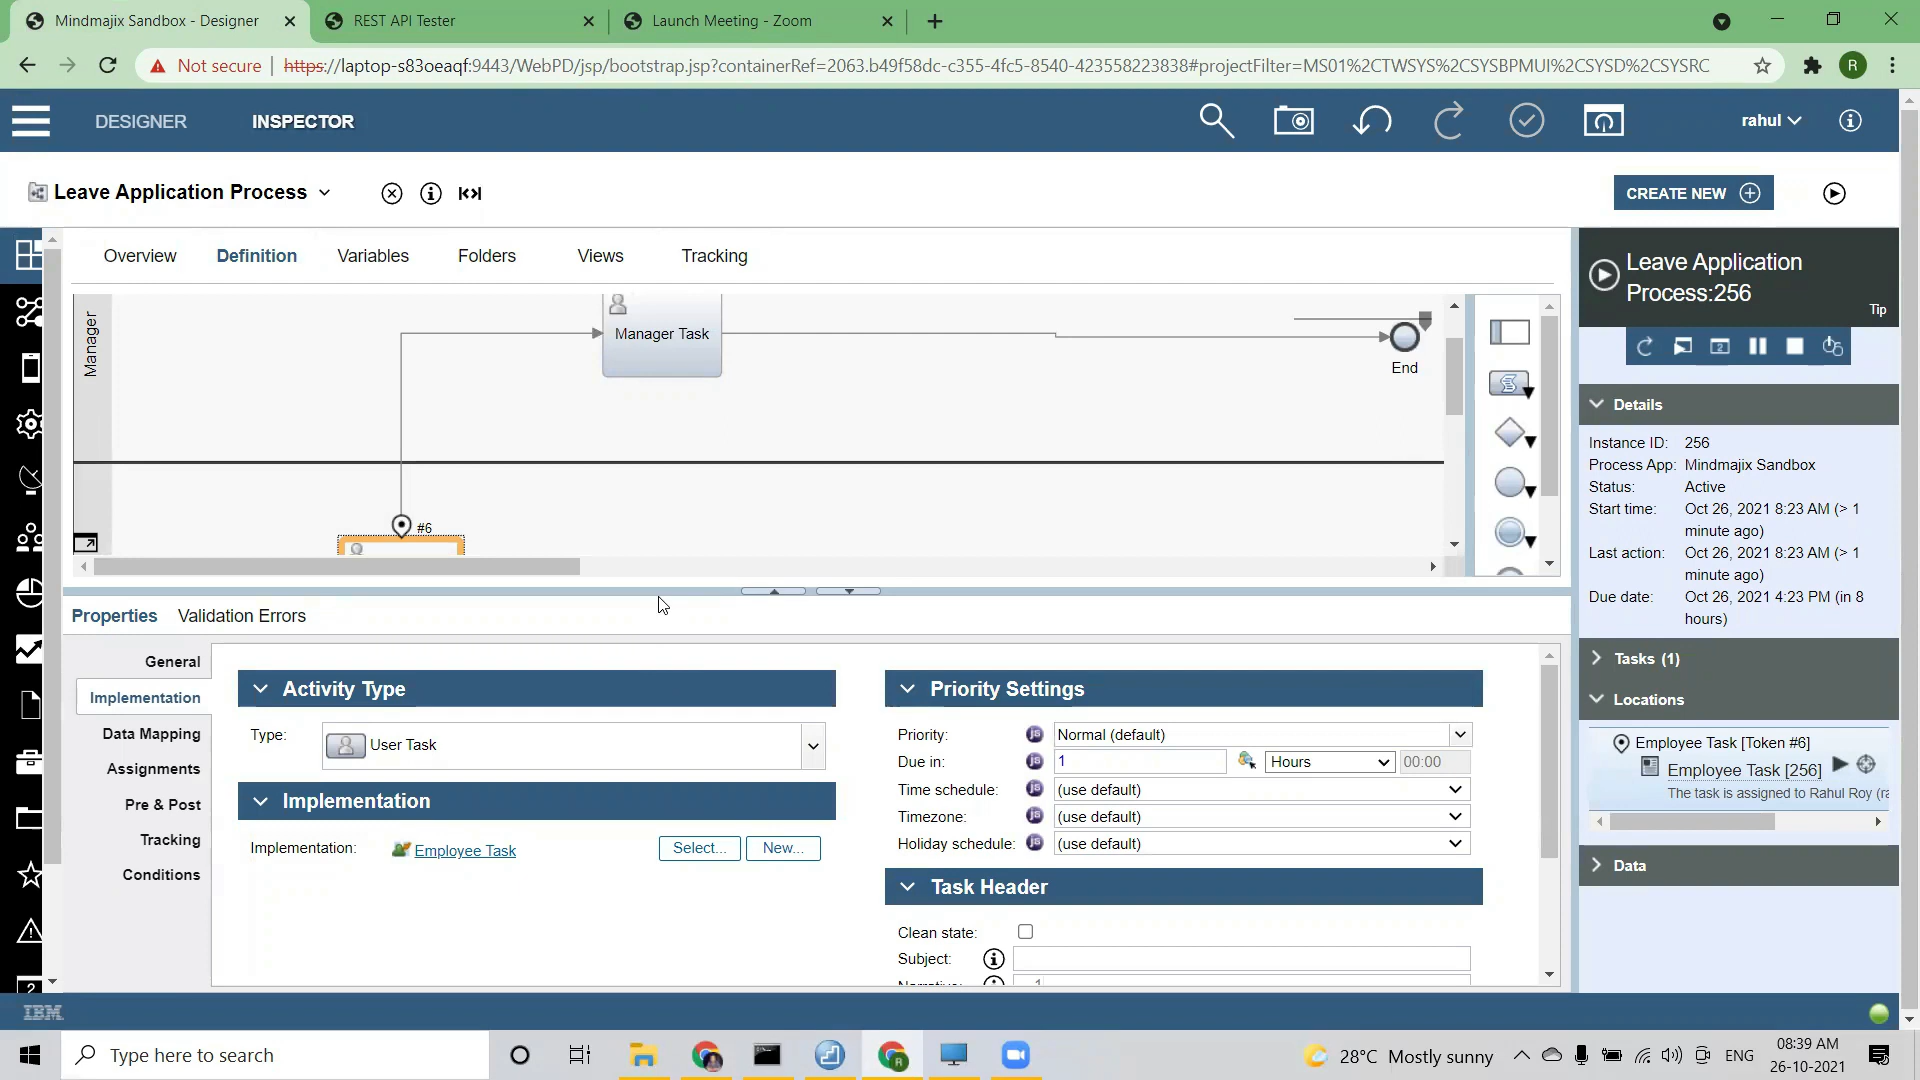 Mindmajix Sandbox - Designer
REST API Tester
Launch Meeting - Zoom
Not secure
https://laptop-s83oeaqf:9443/WebPD/jsp/bootstrap.jsp?containerRef=2063.b49f58dc-c355-4fc5-8540-423558223838#projectFilter=MS01%2CTWSYS%2CSYSBPMUI%2CSYSD%2CSYSRC
R
DESIGNER
INSPECTOR
rahul
Leave Application Process
CREATE NEW
Overview
Definition
Variables
Folders
Views
Tracking
Manager
Manager Task
End
#6
Leave Application
Process:256
Tip
Details
Instance ID: 256
Process App: Mindmajix Sandbox
Status: Active
Start time: Oct 26, 2021 8:23 AM (> 1
minute ago)
Last action: Oct 26, 2021 8:23 AM (> 1
minute ago)
Due date: Oct 26, 2021 4:23 PM (in 8
hours)
Tasks (1)
Locations
Employee Task [Token #6]
Employee Task [256]
The task is assigned to Rahul Roy (ra
Data
Properties
Validation Errors
General
Implementation
Data Mapping
Assignments
Pre & Post
Tracking
Conditions
Activity Type
Type: User Task
Implementation
Implementation: Employee Task
Select...
New...
Priority Settings
Priority: Normal (default)
Due in: 1 Hours 00:00
Time schedule: (use default)
Timezone: (use default)
Holiday schedule: (use default)
Task Header
Clean state:
Subject:
IBM
Type here to search
28°C Mostly sunny
ENG
08:39 AM
26-10-2021